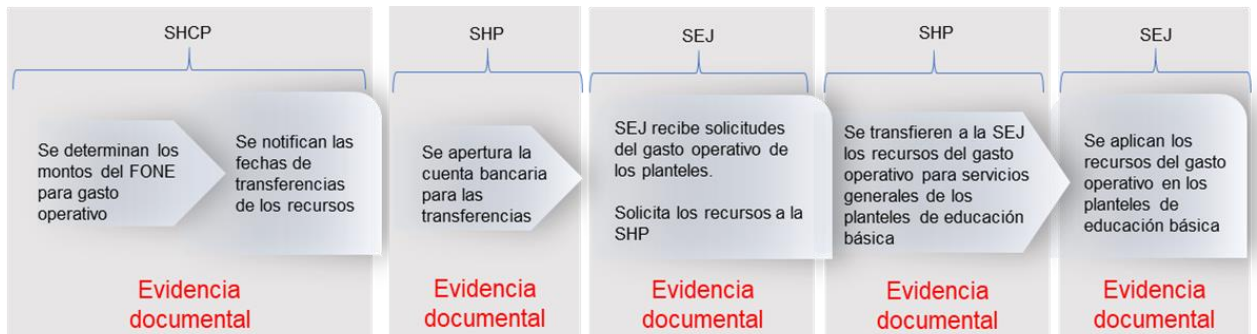 SHCP
Se determinan los
montos del FONE
para gasto
operativo
Se notifican las
fechas de
transferencias
de los recursos
Evidencia
documental
SHP
Se apertura la
cuenta bancaria
para las
transferencias
Evidencia
documental
SEJ
SEJ recibe solicitudes
del gasto operativo de
los planteles.
Solicita los recursos a la
SHP
Evidencia
documental
SHP
Se transfieren a la SEJ
los recursos del gasto
operativo para servicios
generales de los
planteles de educación
básica
Evidencia
documental
SEJ
Se aplican los
recursos del gasto
operativo en los
planteles de
educación básica
Evidencia
documental